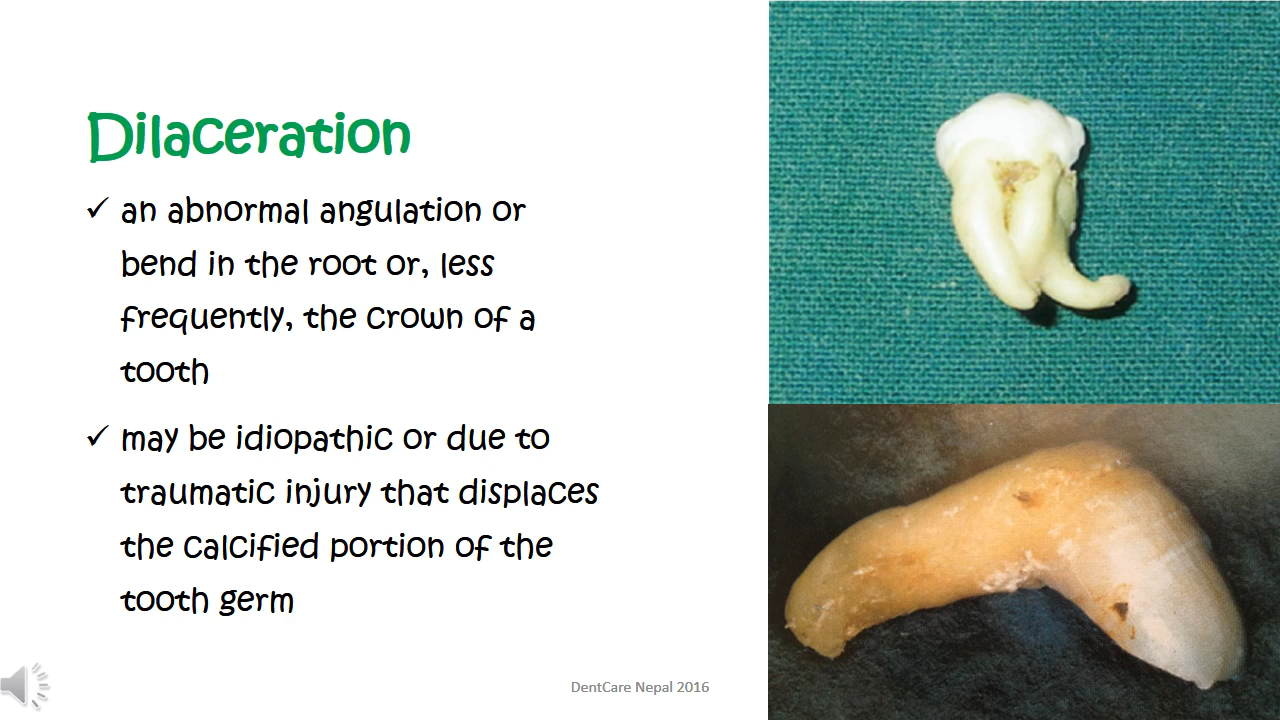 Dilaceration
✓ an abnormal angulation or
bend in the root or, less
frequently, the crown of a
tooth
✓ may be idiopathic or due to
traumatic injury that displaces
the calcified portion of the
tooth germ
DentCare Nepal 2016